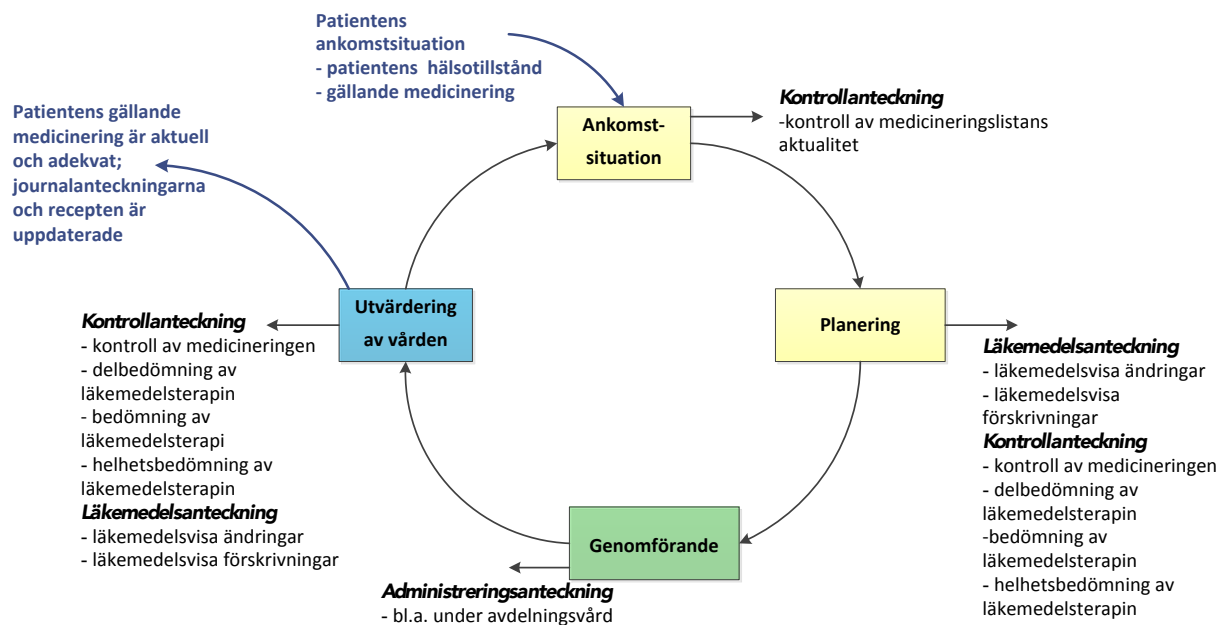 Patientens
ankomstsituation
- patientens hälsotillstånd
- gällande medicinering
Patientens gällande
medicinering är aktuell
och adekvat;
journalanteckningarna
och recepten är
uppdaterade
Ankomst-
situation
Kontrollanteckning
-kontroll av medicineringslistans
aktualitet
Planering
Läkemedelsanteckning
- läkemedelsvisa ändringar
- läkemedelsvisa
förskrivningar
Kontrollanteckning
- kontroll av medicineringen
- delbedömning av
läkemedelsterapin
-bedömning av
läkemedelsterapin
- helhetsbedömning av
läkemedelsterapin
Genomförande
Administreringsanteckning
- bl.a. under avdelningsvård
Utvärdering
av vården
Kontrollanteckning
- kontroll av medicineringen
- delbedömning av
läkemedelsterapin
- bedömning av
läkemedelsterapi
- helhetsbedömning av
läkemedelsterapin
Läkemedelsanteckning
- läkemedelsvisa ändringar
- läkemedelsvisa förskrivningar